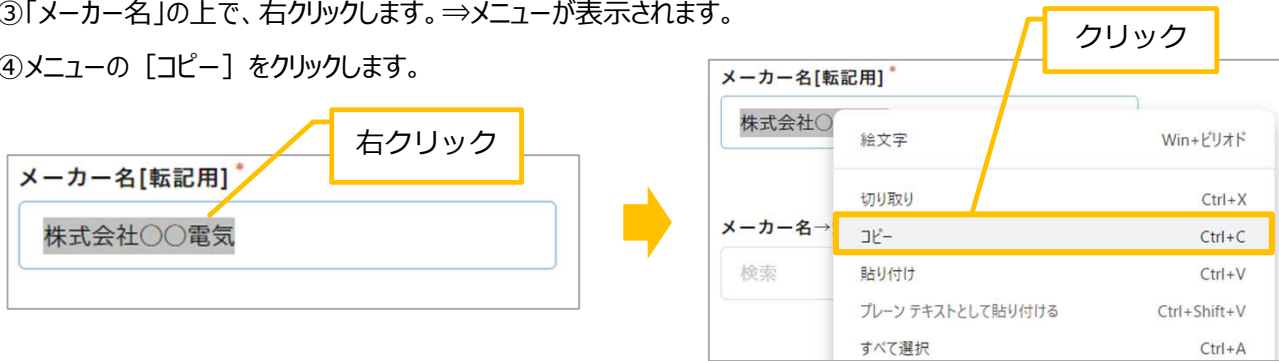 ③「メーカー名」の上で、右クリックします。⇒メニューが表示されます。
④メニューの［コピー］をクリックします。
右クリック
メーカー名[転記用]*
株式会社〇〇電気
クリック
メーカー名[転記用]*
株式会社〇
絵文字 Win+ピリオド
切り取り Ctrl+X
メーカー名→
コピー Ctrl+C
検索
貼り付け Ctrl+V
プレーン テキストとして貼り付ける Ctrl+Shift+V
すべて選択 Ctrl+A